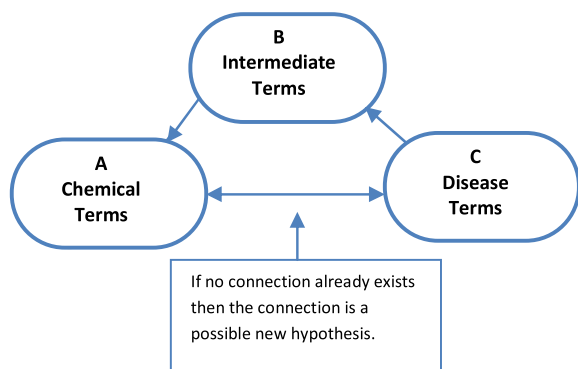 B
Intermediate
Terms
A
Chemical
Terms
C
Disease
Terms
If no connection already exists
then the connection is a
possible new hypothesis.